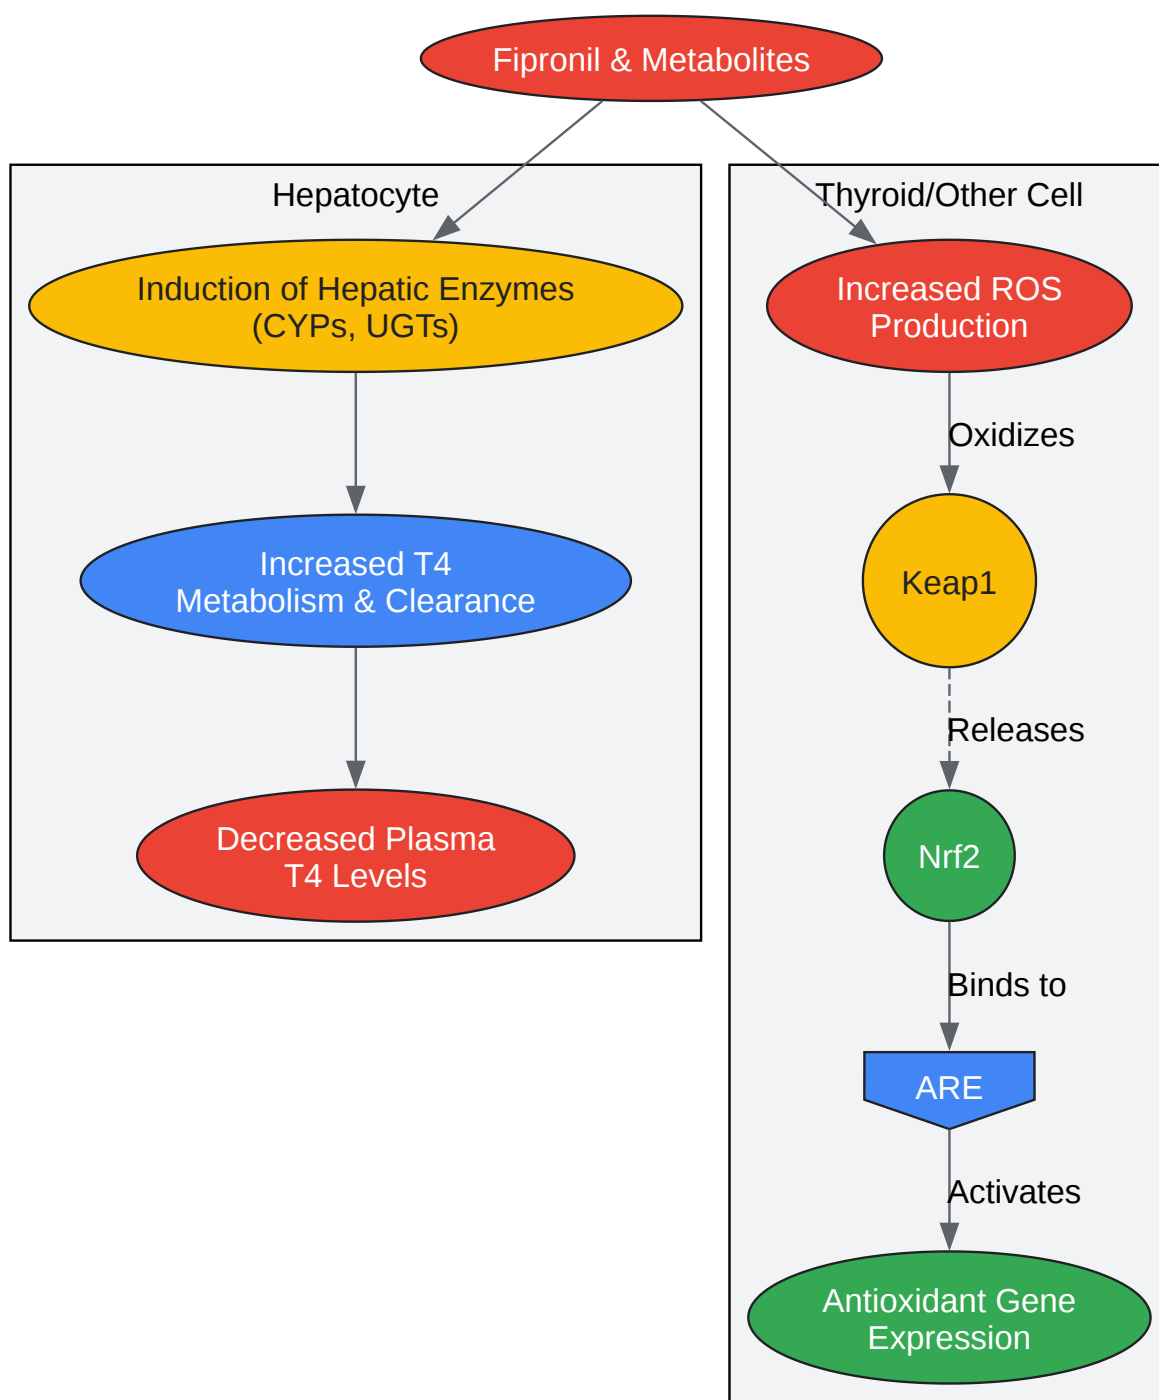 Fipronil & Metabolites
Hepatocyte
Induction of Hepatic Enzymes
(CYPs, UGTs)
Increased T4
Metabolism & Clearance
Decreased Plasma
T4 Levels
Thyroid/Other Cell
Increased ROS
Production
Oxidizes
Keap1
Releases
Nrf2
Binds to
ARE
Activates
Antioxidant Gene
Expression